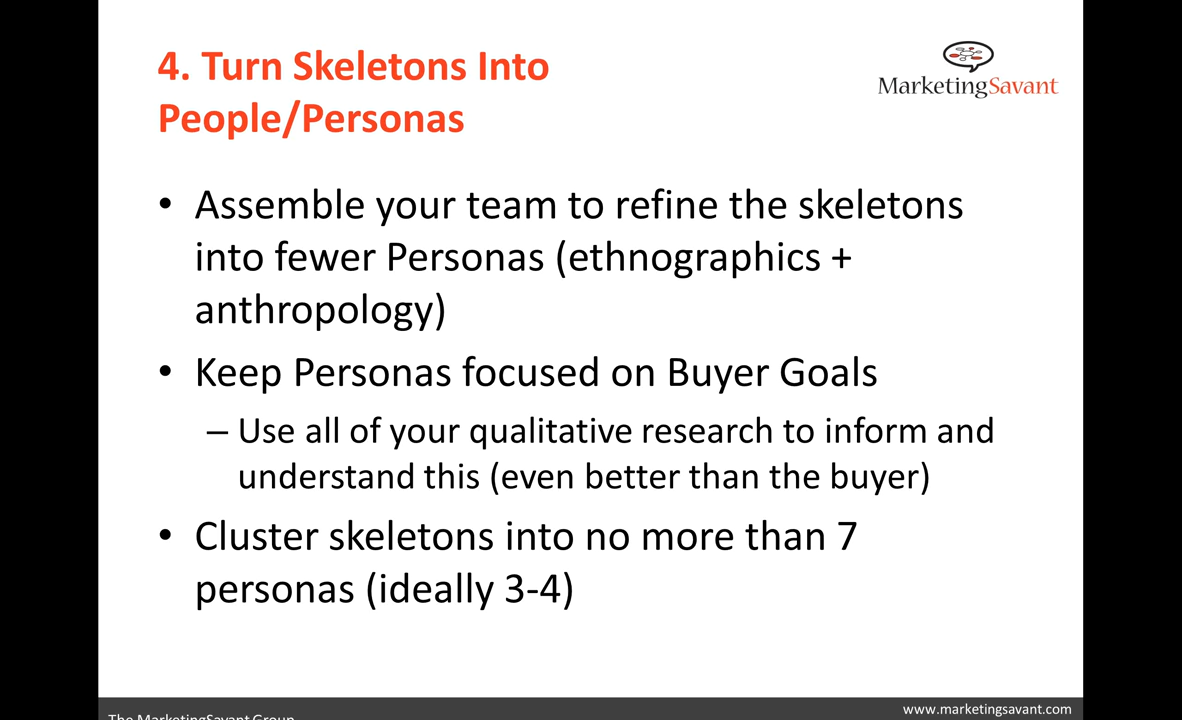 4. Turn Skeletons Into
People/Personas
MarketingSavant
• Assemble your team to refine the skeletons
into fewer Personas (ethnographics +
anthropology)
• Keep Personas focused on Buyer Goals
– Use all of your qualitative research to inform and
understand this (even better than the buyer)
• Cluster skeletons into no more than 7
personas (ideally 3-4)
The MarketingSavant Group
www.marketingsavant.com